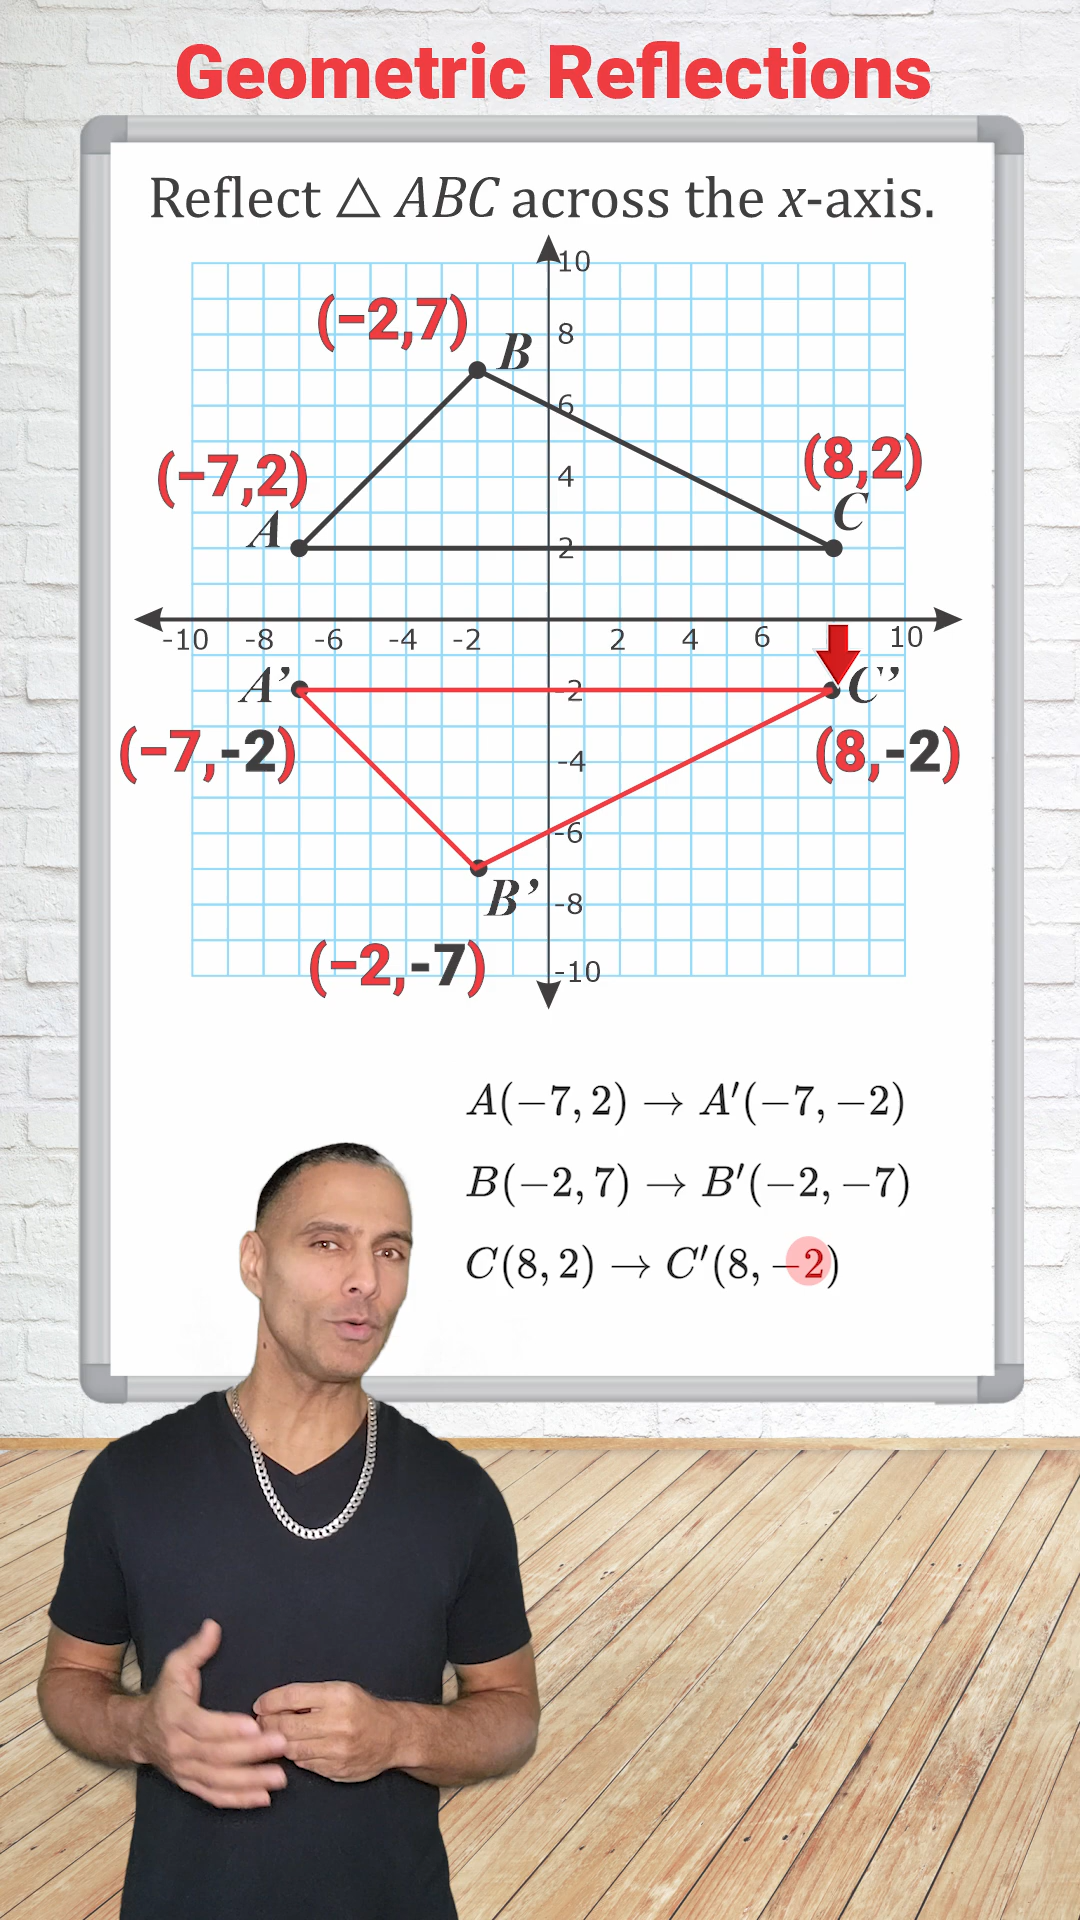 Geometric Reflections
Reflect △ ABC across the x-axis.
10
(−2,7)
8
B
6
(8,2)
(−7,2)
4
C
A
2
-10 -8 -6 -4 -2 2 4 6 10
A’ -2 C’’
(−7,-2) (8,-2)
-4
-6
B’
-8
(−2,-7)
-10
A(−7, 2) → A′(−7, −2)
B(−2, 7) → B′(−2, −7)
C(8, 2) → C′(8, −2)